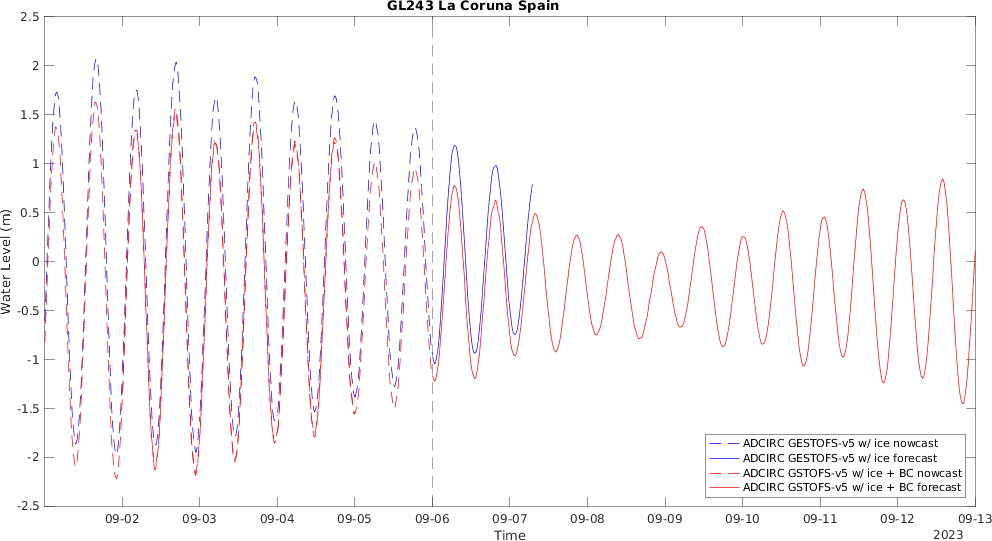 GL243 La Coruna Spain
2.5
2
1.5
1
0.5
0
-0.5
-1
-1.5
-2
-2.5
Water Level (m)
ADCIRC GESTOFS-v5 w/ ice nowcast
ADCIRC GESTOFS-v5 w/ ice forecast
ADCIRC GSTOFS-v5 w/ ice + BC nowcast
ADCIRC GSTOFS-v5 w/ ice + BC forecast
09-02 09-03 09-04 09-05 09-06 09-07 09-08 09-09 09-10 09-11 09-12 09-13
Time
2023